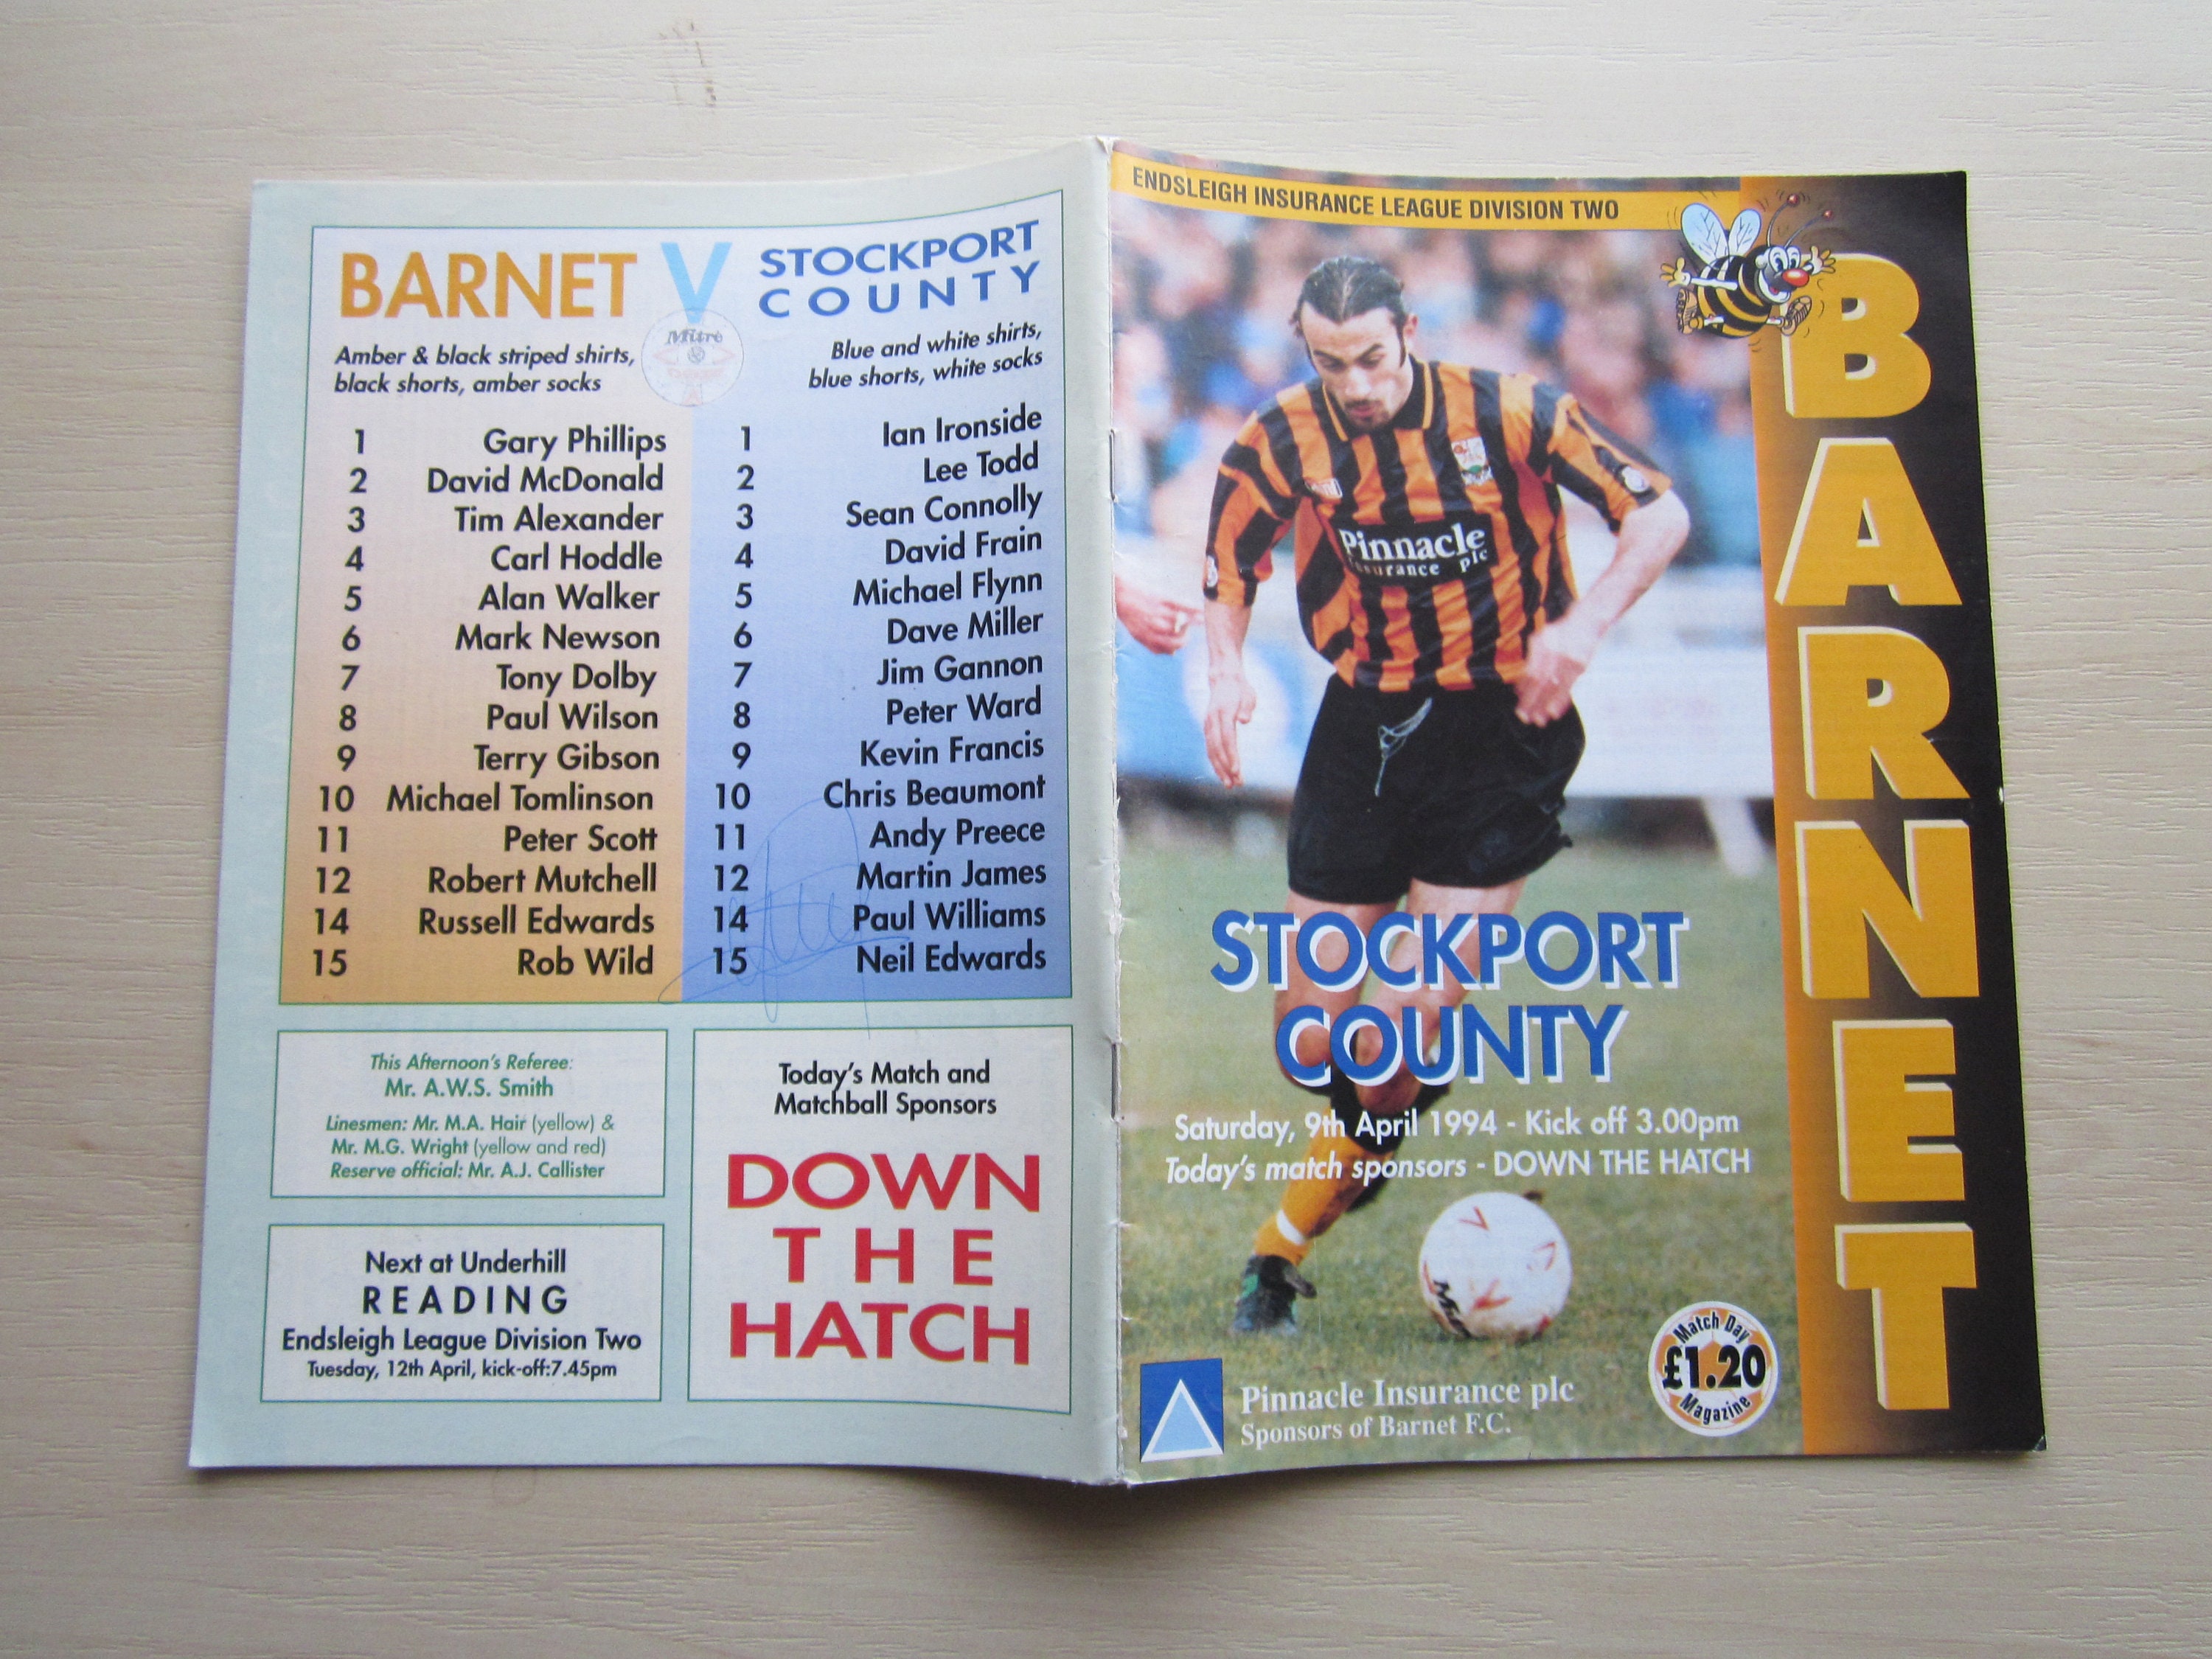 BARNET V STOCKPORT COUNTY
Amber & black striped shirts,
black shorts, amber socks
Mitre
Blue and white shirts,
blue shorts, white socks
1 Gary Phillips
2 David McDonald
3 Tim Alexander
4 Carl Hoddle
5 Alan Walker
6 Mark Newson
7 Tony Dolby
8 Paul Wilson
9 Terry Gibson
10 Michael Tomlinson
11 Peter Scott
12 Robert Mutchell
14 Russell Edwards
15 Rob Wild
1 Ian Ironside
2 Lee Todd
3 Sean Connolly
4 David Frain
5 Michael Flynn
6 Dave Miller
7 Jim Gannon
8 Peter Ward
9 Kevin Francis
10 Chris Beaumont
11 Andy Preece
12 Martin James
14 Paul Williams
15 Neil Edwards
This Afternoon's Referee:
Mr. A.W.S. Smith
Linesmen: Mr. M.A. Hair (yellow) &
Mr. M.G. Wright (yellow and red)
Reserve official: Mr. A.J. Callister
Next at Underhill
READING
Endsleigh League Division Two
Tuesday, 12th April, kick-off:7.45pm
Today's Match and
Matchball Sponsors
DOWN
THE
HATCH
ENDSLEIGH INSURANCE LEAGUE DIVISION TWO
BARNET
Pinnacle
insurance plc
STOCKPORT
COUNTY
Saturday, 9th April 1994 - Kick off 3.00pm
Today's match sponsors - DOWN THE HATCH
Match Day
£1.20
Magazine
Pinnacle Insurance plc
Sponsors of Barnet F.C.